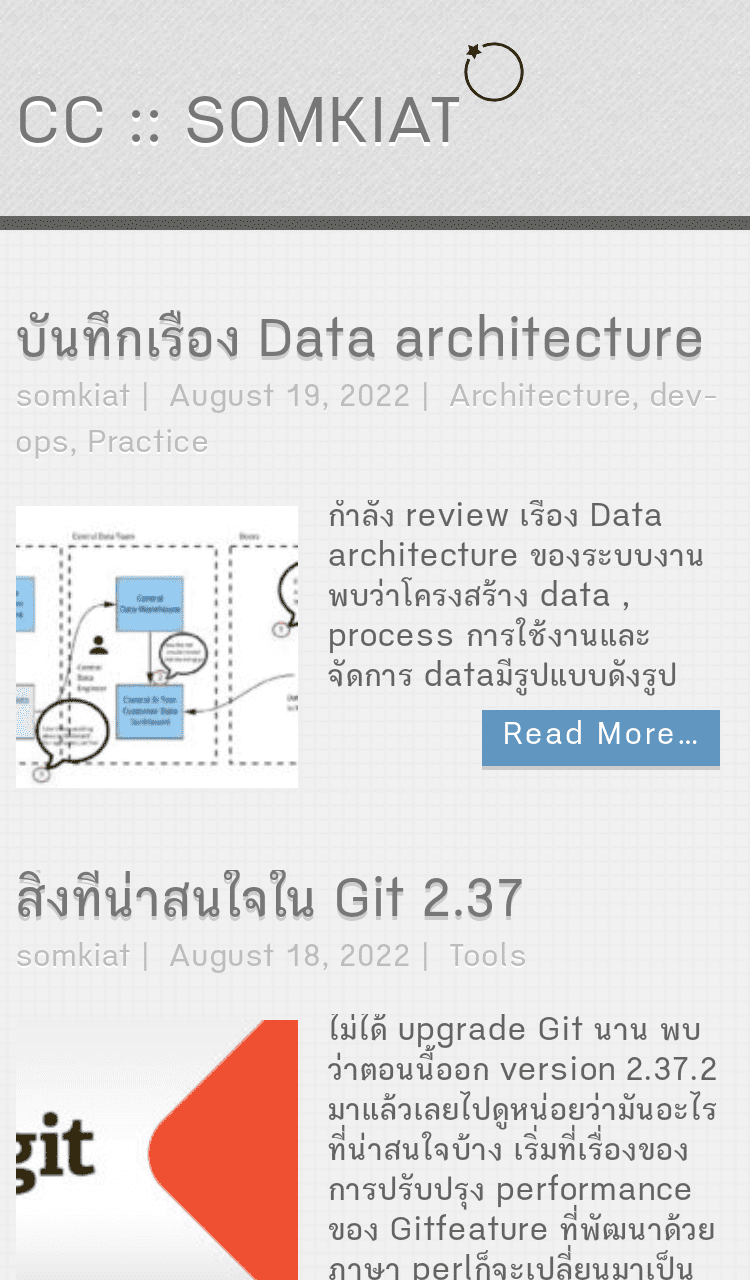 CC :: SOMKIAT
บันทึกเรื่อง Data architecture
somkiat | August 19, 2022 | Architecture, dev-
ops, Practice
Central Data Team
Central
Data Warehouse
Central
Data
Engineer
กำลัง review เรื่อง Data
architecture ของระบบงาน
พบว่าโครงสร้าง data ,
process การใช้งานและ
จัดการ dataมีรูปแบบดังรูป
Read More...
สิ่งที่น่าสนใจใน Git 2.37
somkiat | August 18, 2022 | Tools
git
ไม่ได้ upgrade Git นาน พบ
ว่าตอนนี้ออก version 2.37.2
มาแล้วเลยไปดูหน่อยว่ามันอะไร
ที่น่าสนใจบ้าง เริ่มที่เรื่องของ
การปรับปรุง performance
ของ Gitfeature ที่พัฒนาด้วย
ภาษา perlก็จะเปลี่ยนมาเป็น